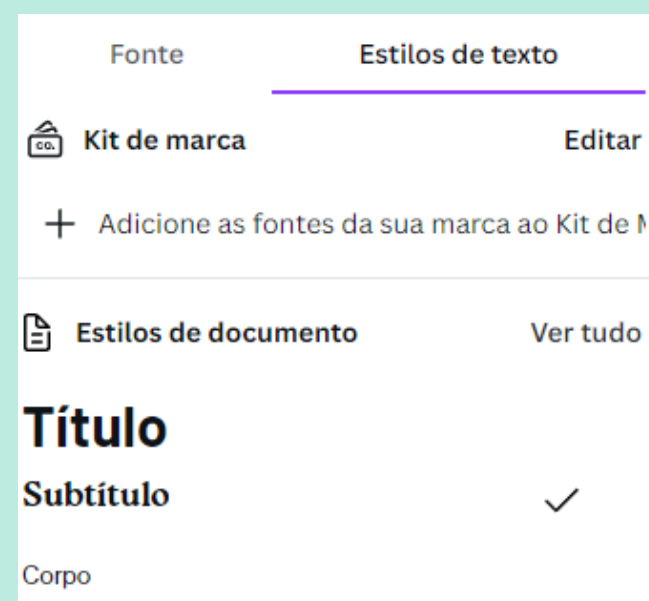 Fonte Estilos de texto
CO. Kit de marca Editar
Adicione as fontes da sua marca ao Kit de
Estilos de documento Ver tudo
Título
Subtítulo
Corpo